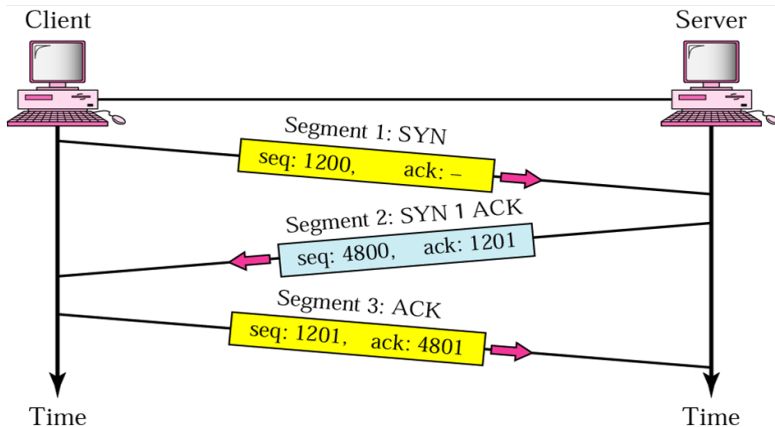 Client Server
Segment 1: SYN
seq: 1200, ack: –
Segment 2: SYN 1 ACK
seq: 4800, ack: 1201
Segment 3: ACK
seq: 1201, ack: 4801
Time Time